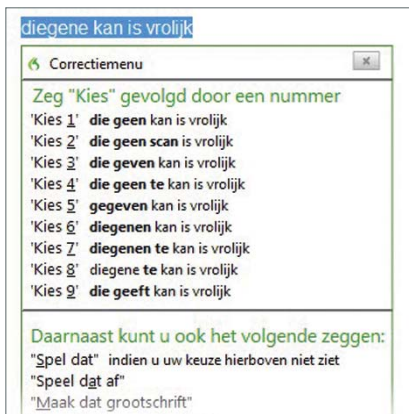 diegene kan is vrolijk
Correctiemenu
Zeg "Kies" gevolgd door een nummer
'Kies 1' die geen kan is vrolijk
'Kies 2' die geen scan is vrolijk
'Kies 3' die geven kan is vrolijk
'Kies 4' die geen te kan is vrolijk
'Kies 5' gegeven kan is vrolijk
'Kies 6' diegenen kan is vrolijk
'Kies 7' diegenen te kan is vrolijk
'Kies 8' diegene te kan is vrolijk
'Kies 9' die geeft kan is vrolijk
Daarnaast kunt u ook het volgende zeggen:
"Spel dat" indien u uw keuze hierboven niet ziet
"Speel dat af"
"Maak dat grootschrift"